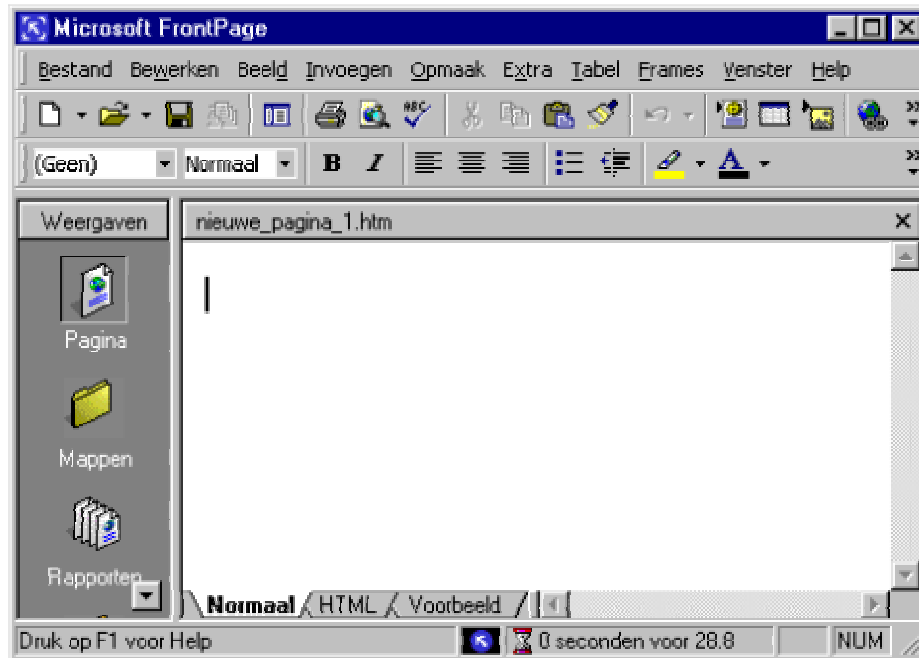 Microsoft FrontPage
Bestand Bewerken Beeld Invoegen Opmaak Extra Tabel Frames Venster Help
ABC
(Geen) Normaal B I A
Weergaven nieuwe_pagina_1.htm
Pagina
Mappen
Rapporten
Normaal HTML Voorbeeld
Druk op F1 voor Help 0 seconden voor 28.8 NUM